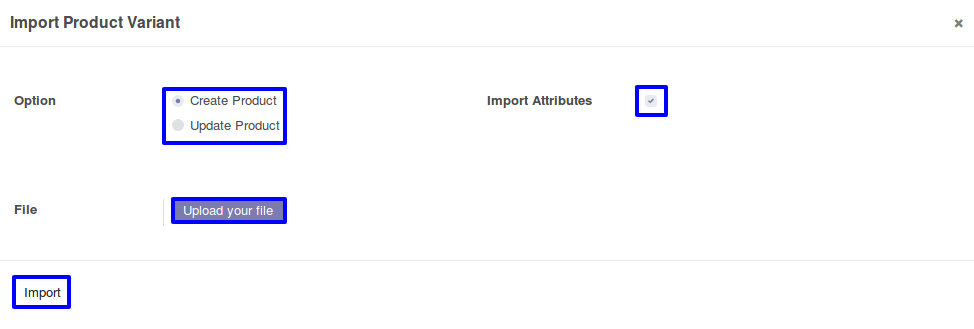 Import Product Variant
Option
Create Product
Import Attributes
Update Product
File
Upload your file
Import